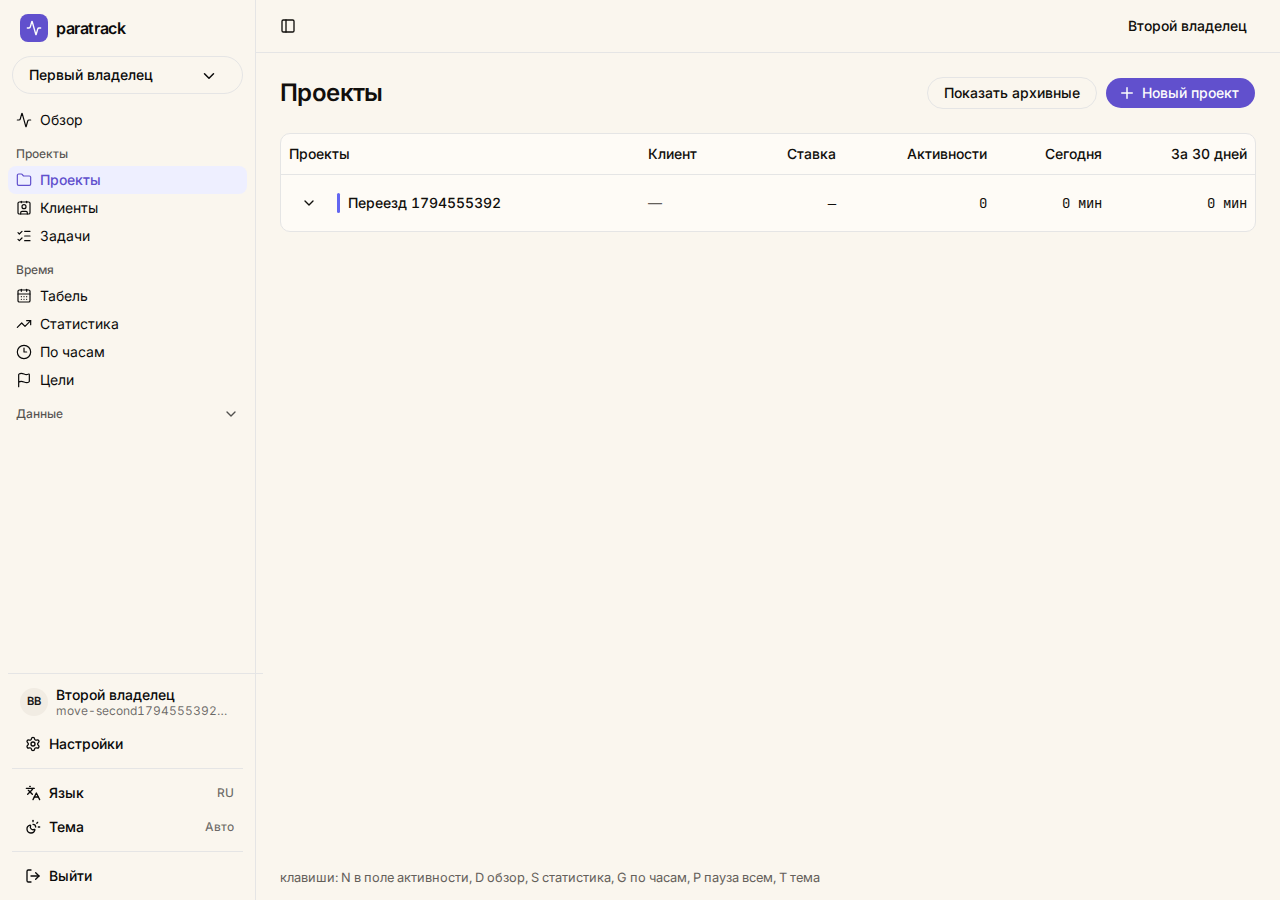 paratrack
Первый владелец
Обзор
Проекты
Проекты
Клиенты
Задачи
Время
Табель
Статистика
По часам
Цели
Данные
ВВ
Второй владелец
move-second1794555392...
Настройки
Язык RU
Тема Авто
Выйти
Второй владелец
Проекты
Показать архивные
Новый проект
Проекты Клиент Ставка Активности Сегодня За 30 дней
Переезд 1794555392 — – 0 0 мин 0 мин
клавиши: N в поле активности, D обзор, S статистика, G по часам, P пауза всем, T тема